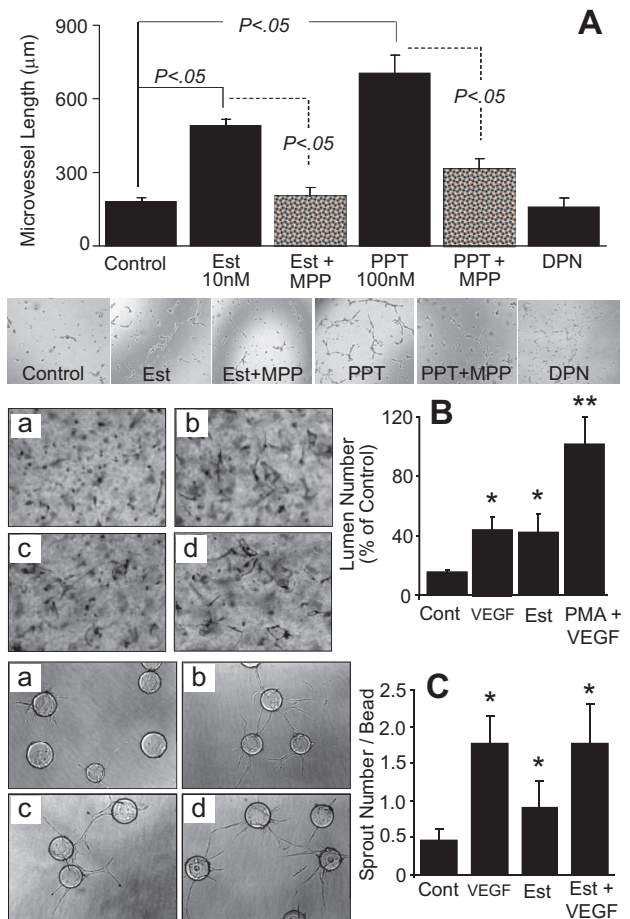 A
Microvessel Length (μm)
900
600
300
0
P<.05
P<.05
P<.05
P<.05
Control
Est
10nM
Est +
MPP
PPT
100nM
PPT +
MPP
DPN
Control
Est
Est+MPP
PPT
PPT+MPP
DPN
a
b
c
d
B
Lumen Number
(% of Control)
120
80
40
0
*
*
**
Cont
VEGF
Est
PMA +
VEGF
a
b
c
d
C
Sprout Number / Bead
2.5
2.0
1.5
1.0
0.5
0
*
*
*
Cont
VEGF
Est
Est +
VEGF